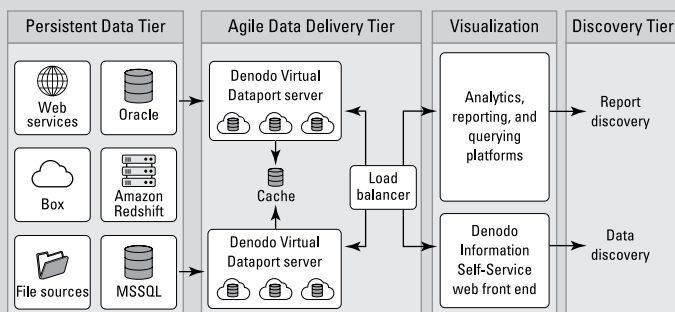 Persistent Data Tier
Agile Data Delivery Tier
Visualization
Discovery Tier
Web
services
Oracle
Box
Amazon
Redshift
File sources
MSSQL
Denodo Virtual
Dataport server
Cache
Denodo Virtual
Dataport server
Load
balancer
Analytics,
reporting, and
querying
platforms
Denodo
Information
Self-Service
web front end
Report
discovery
Data
discovery